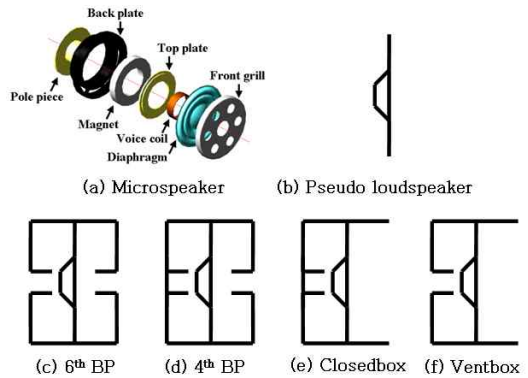 Back plate
Top plate
Front grill
Pole piece
Magnet
Voice coil
Diaphragm
(a) Microspeaker
(b) Pseudo loudspeaker
(c) 6th BP
(d) 4th BP
(e) Closedbox
(f) Ventbox